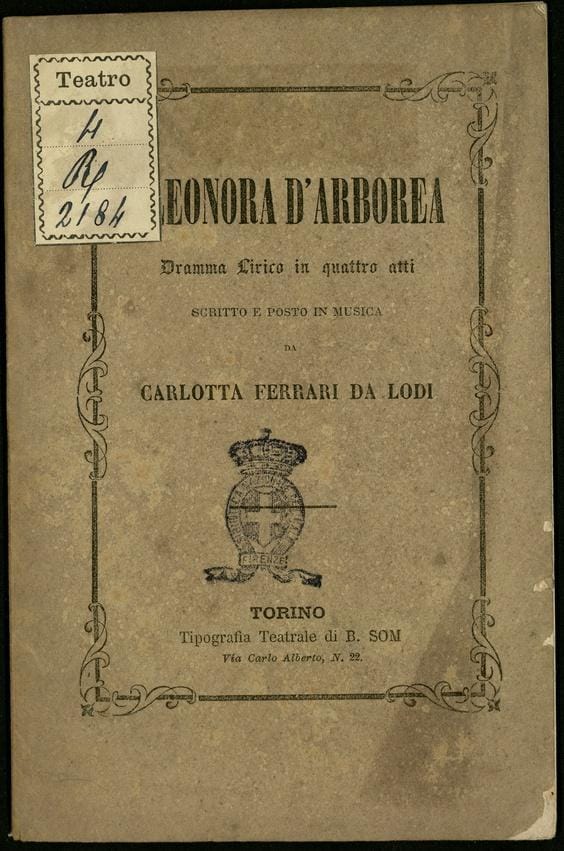 Teatro
4
2184
LEONORA D'ARBOREA
Dramma Lirico in quattro atti
SCRITTO E POSTO IN MUSICA
DA
CARLOTTA FERRARI DA LODI
FIRENZE
TORINO
Tipografia Teatrale di B. SOM
Via Carlo Alberto, N. 22.